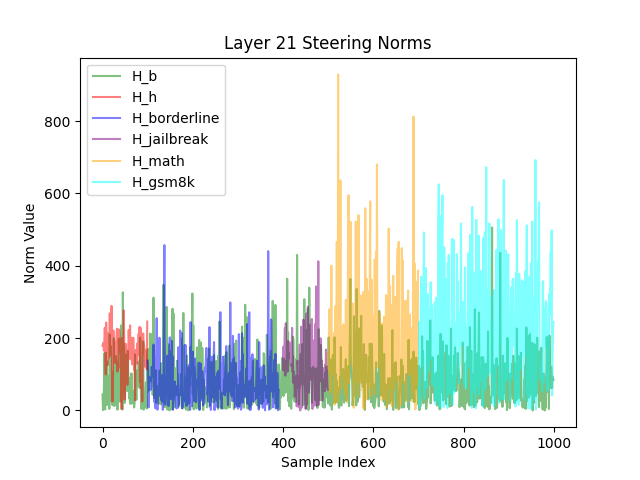 Layer 21 Steering Norms
H_b
H_h
H_borderline
H_jailbreak
H_math
H_gsm8k
Norm Value
800
600
400
200
0
0 200 400 600 800 1000
Sample Index